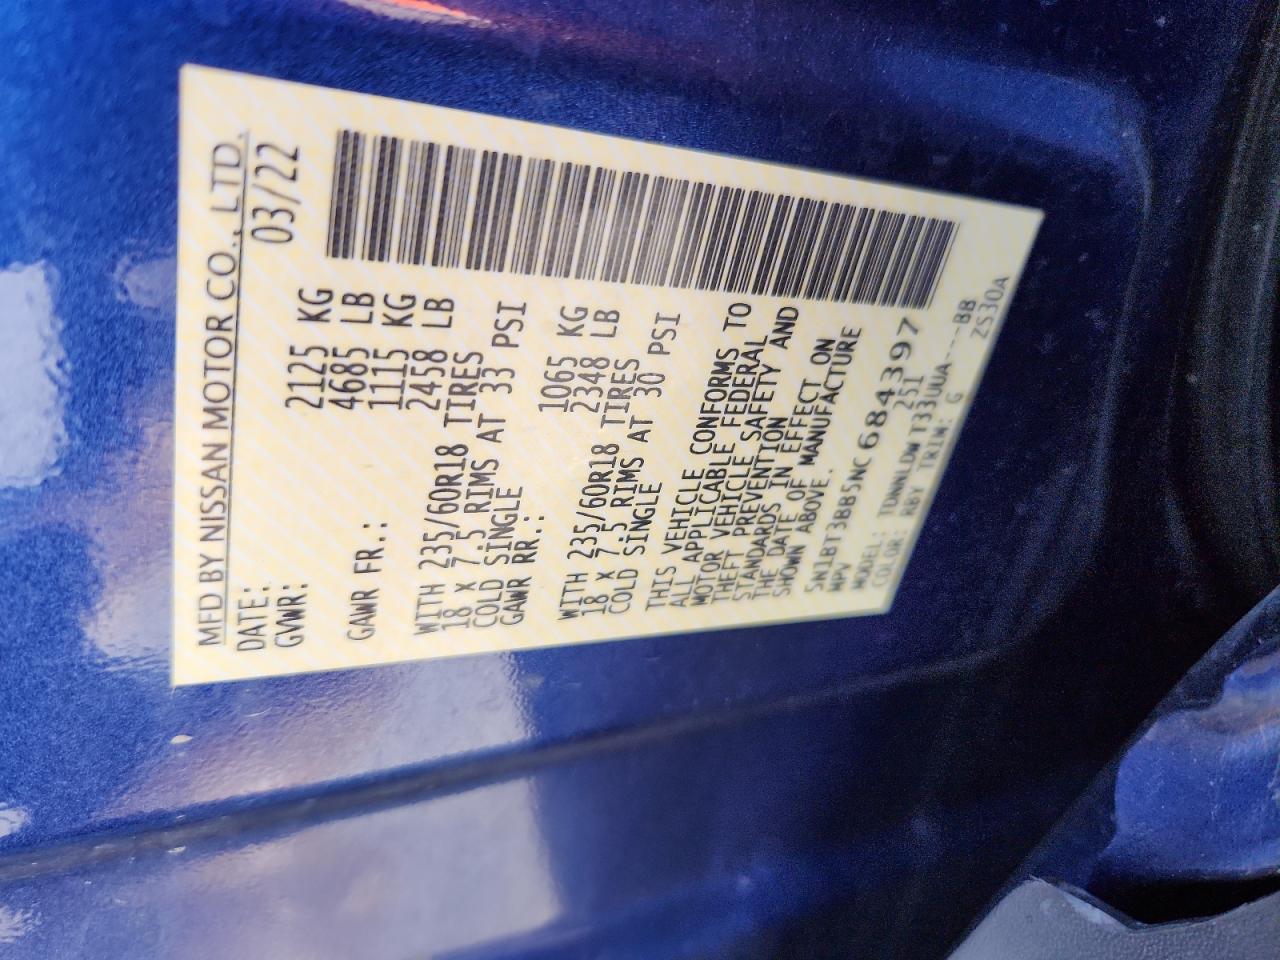 MFD BY NISSAN MOTOR CO., LTD.
DATE:. 03/22
GVWR: 2125 KG
4685 LB
GAWR FR.: 1115 KG
2458 LB
WITH 235/60R18 TIRES
18 x 7.5 RIMS AT 33 PSI
COLD SINGLE
GAWR RR.: 1065 KG
2348 LB
WITH 235/60R18 TIRES
18 x 7.5 RIMS AT 30 PSI
COLD SINGLE
THIS VEHICLE CONFORMS TO
ALL APPLICABLE FEDERAL
MOTOR VEHICLE SAFETY AND
THEFT PREVENTION
STANDARDS IN EFFECT ON
THE DATE OF MANUFACTURE
SHOWN ABOVE..
5N1BT3BB5NC684397
MPV 251
MODEL: T33UUA---BB
COLOR: RBY TRIM: G ZS30A